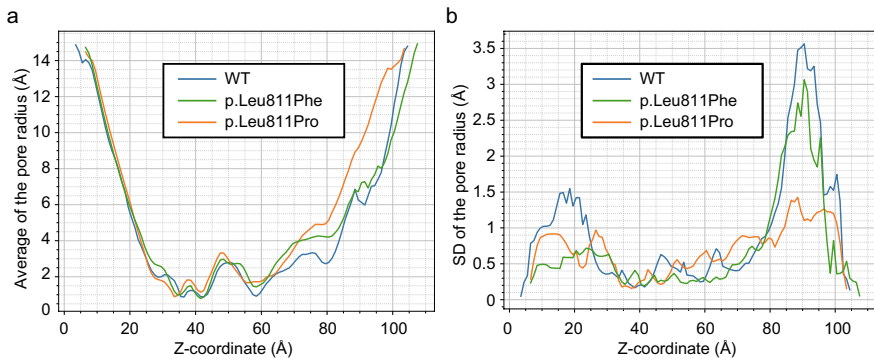 a
Average of the pore radius (Å)
14
12
10
8
6
4
2
0
0 20 40 60 80 100
Z-coordinate (Å)
WT
p.Leu811Phe
p.Leu811Pro
b
SD of the pore radius (Å)
3.5
3
2.5
2
1.5
1
0.5
0
0 20 40 60 80 100
Z-coordinate (Å)
WT
p.Leu811Phe
p.Leu811Pro